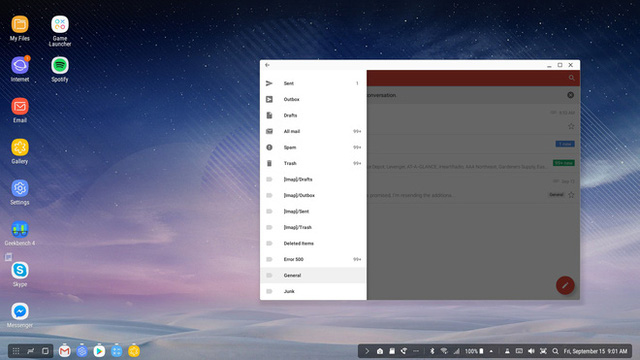 My Files
Game
Launcher
Internet
Spotify
Email
Gallery
Settings
Geekbench 4
Skype
Messenger
Sent 1
Outbox
Drafts
All mail 99+
Spam 99+
Trash 99+
[Imap]/Drafts
[Imap]/Outbox
[Imap]/Sent
[Imap]/Trash
Deleted Items
Error 500 99+
General
Junk
onversation
General
100%
Fri, September 15
9:01 AM